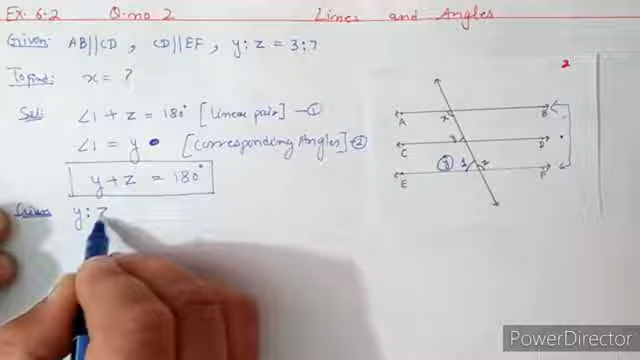 Ex. 6.2 Q.no 2 Lines and Angles
Given: AB||CD , CD||EF , y:z = 3:7
To find x = ?
Sol: ∠1 + z = 180° [linear pair] —①
∠1 = y [corresponding Angles] —②
y + z = 180°
Given y:z
2
A x B
C y D
E 1 z F
PowerDirector